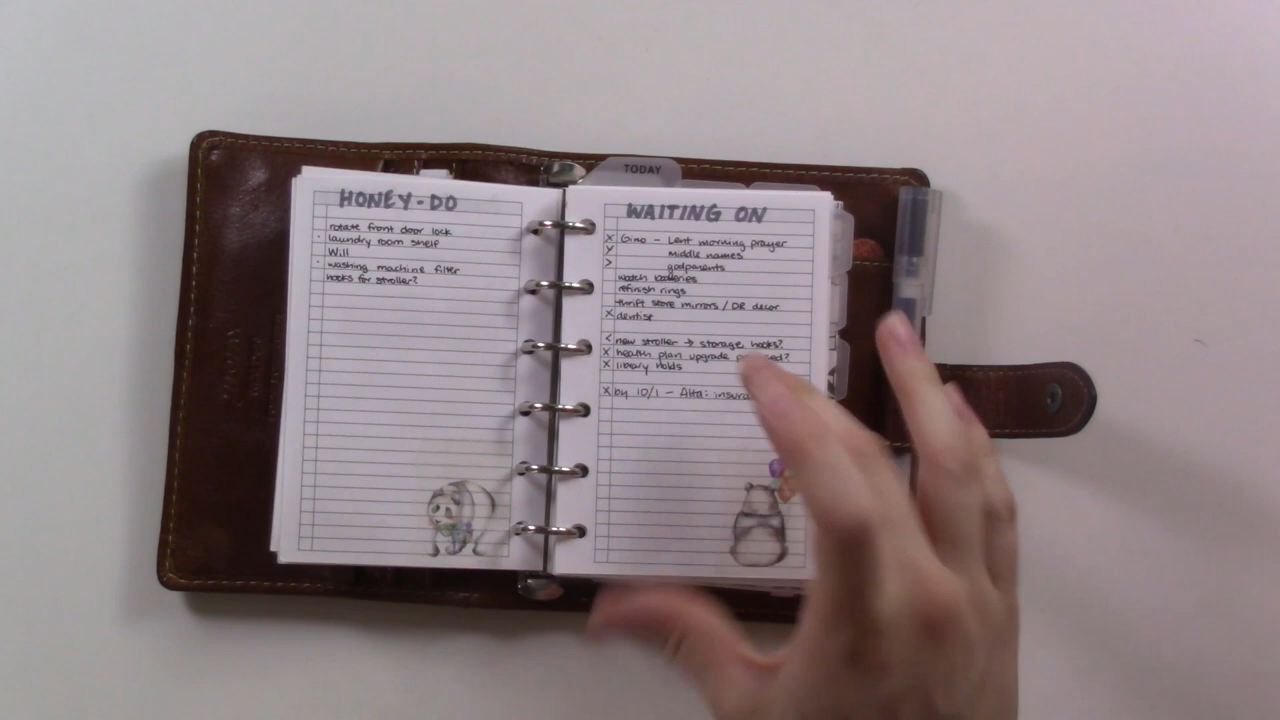 TODAY
HONEY-DO
rotate front door lock
· laundry room shelf
Will
· washing machine filter
hooks for stroller?
WAITING ON
X Gino - Lent morning prayer
X middle names
> godparents
watch batteries
refinish rings
thrift store mirrors / DR decor
X dentist
< new stroller → storage hooks?
X health plan upgrade
X library holds
X by 10/1 - Alta: